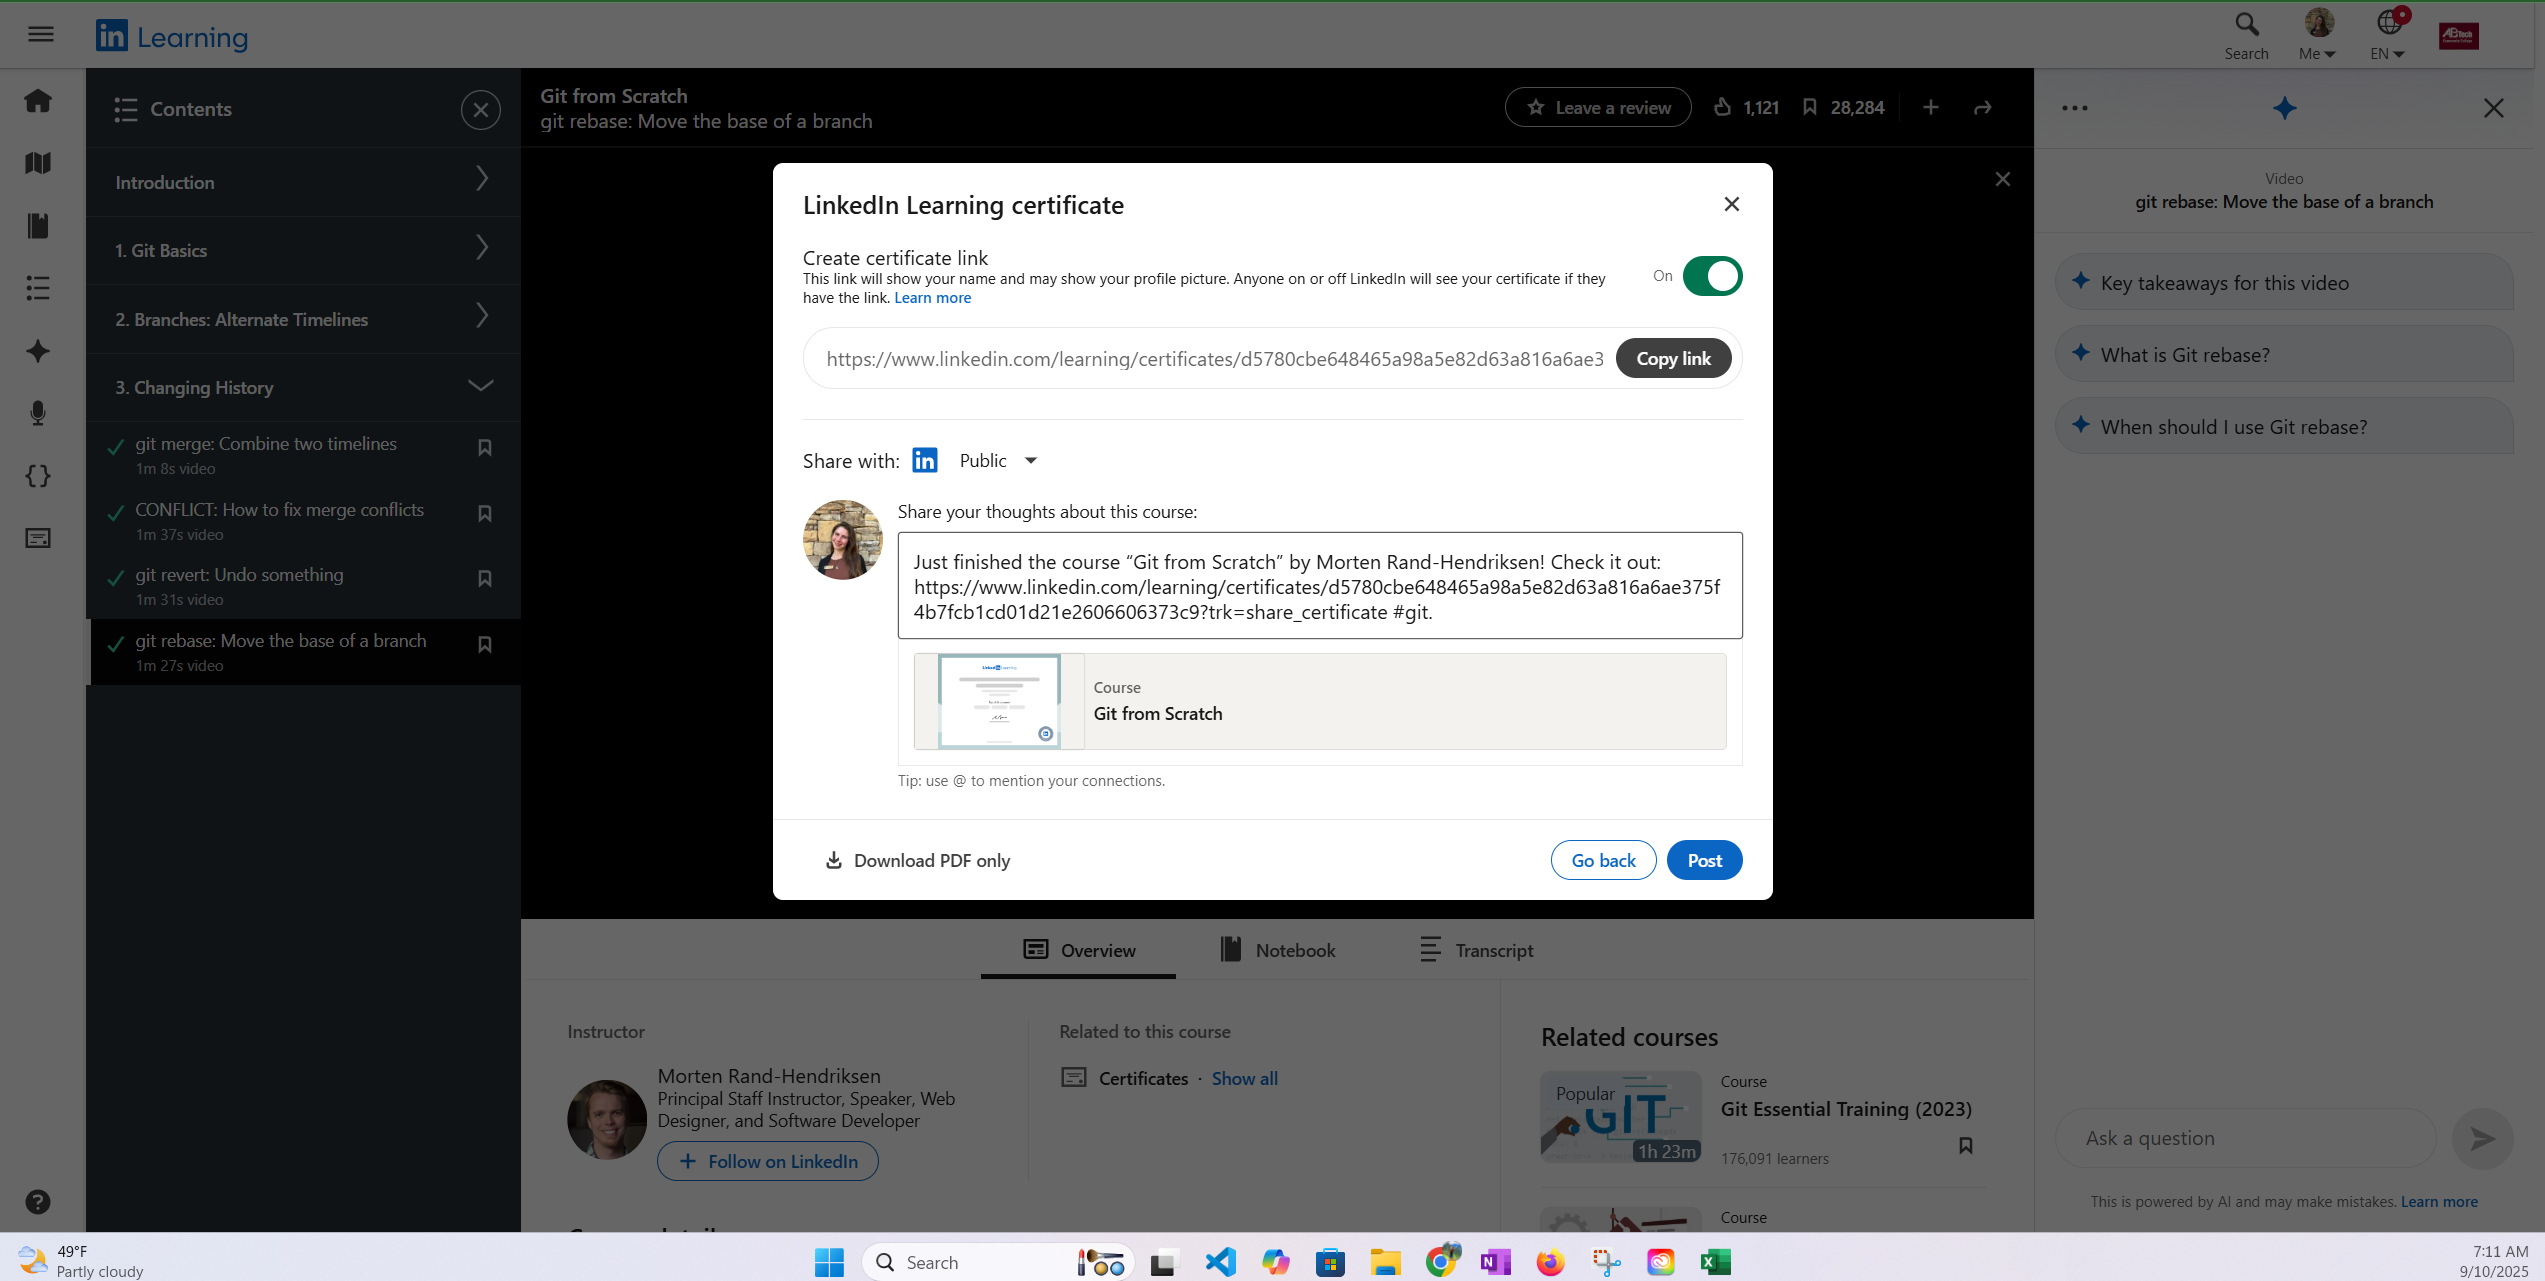 in Learning
Search
Me
EN
AB Tech
Contents
Introduction
1. Git Basics
2. Branches: Alternate Timelines
3. Changing History
git merge: Combine two timelines
1m 8s video
CONFLICT: How to fix merge conflicts
1m 37s video
git revert: Undo something
1m 31s video
git rebase: Move the base of a branch
1m 27s video
Git from Scratch
git rebase: Move the base of a branch
Leave a review
1,121
28,284
LinkedIn Learning certificate
Create certificate link
This link will show your name and may show your profile picture. Anyone on or off LinkedIn will see your certificate if they
have the link. Learn more
On
https://www.linkedin.com/learning/certificates/d5780cbe648465a98a5e82d63a816a6ae3
Copy link
Share with: in Public
Share your thoughts about this course:
Just finished the course “Git from Scratch” by Morten Rand-Hendriksen! Check it out:
https://www.linkedin.com/learning/certificates/d5780cbe648465a98a5e82d63a816a6ae375f
4b7fcb1cd01d21e2606606373c9?trk=share_certificate #git.
Course
Git from Scratch
Tip: use @ to mention your connections.
Download PDF only
Go back
Post
Overview
Notebook
Transcript
Instructor
Morten Rand-Hendriksen
Principal Staff Instructor, Speaker, Web
Designer, and Software Developer
Follow on LinkedIn
Related to this course
Certificates · Show all
Related courses
Popular
GIT
1h 23m
Course
Git Essential Training (2023)
176,091 learners
Course
Video
git rebase: Move the base of a branch
Key takeaways for this video
What is Git rebase?
When should I use Git rebase?
Ask a question
This is powered by AI and may make mistakes. Learn more
49°F
Partly cloudy
Search
7:11 AM
9/10/2025